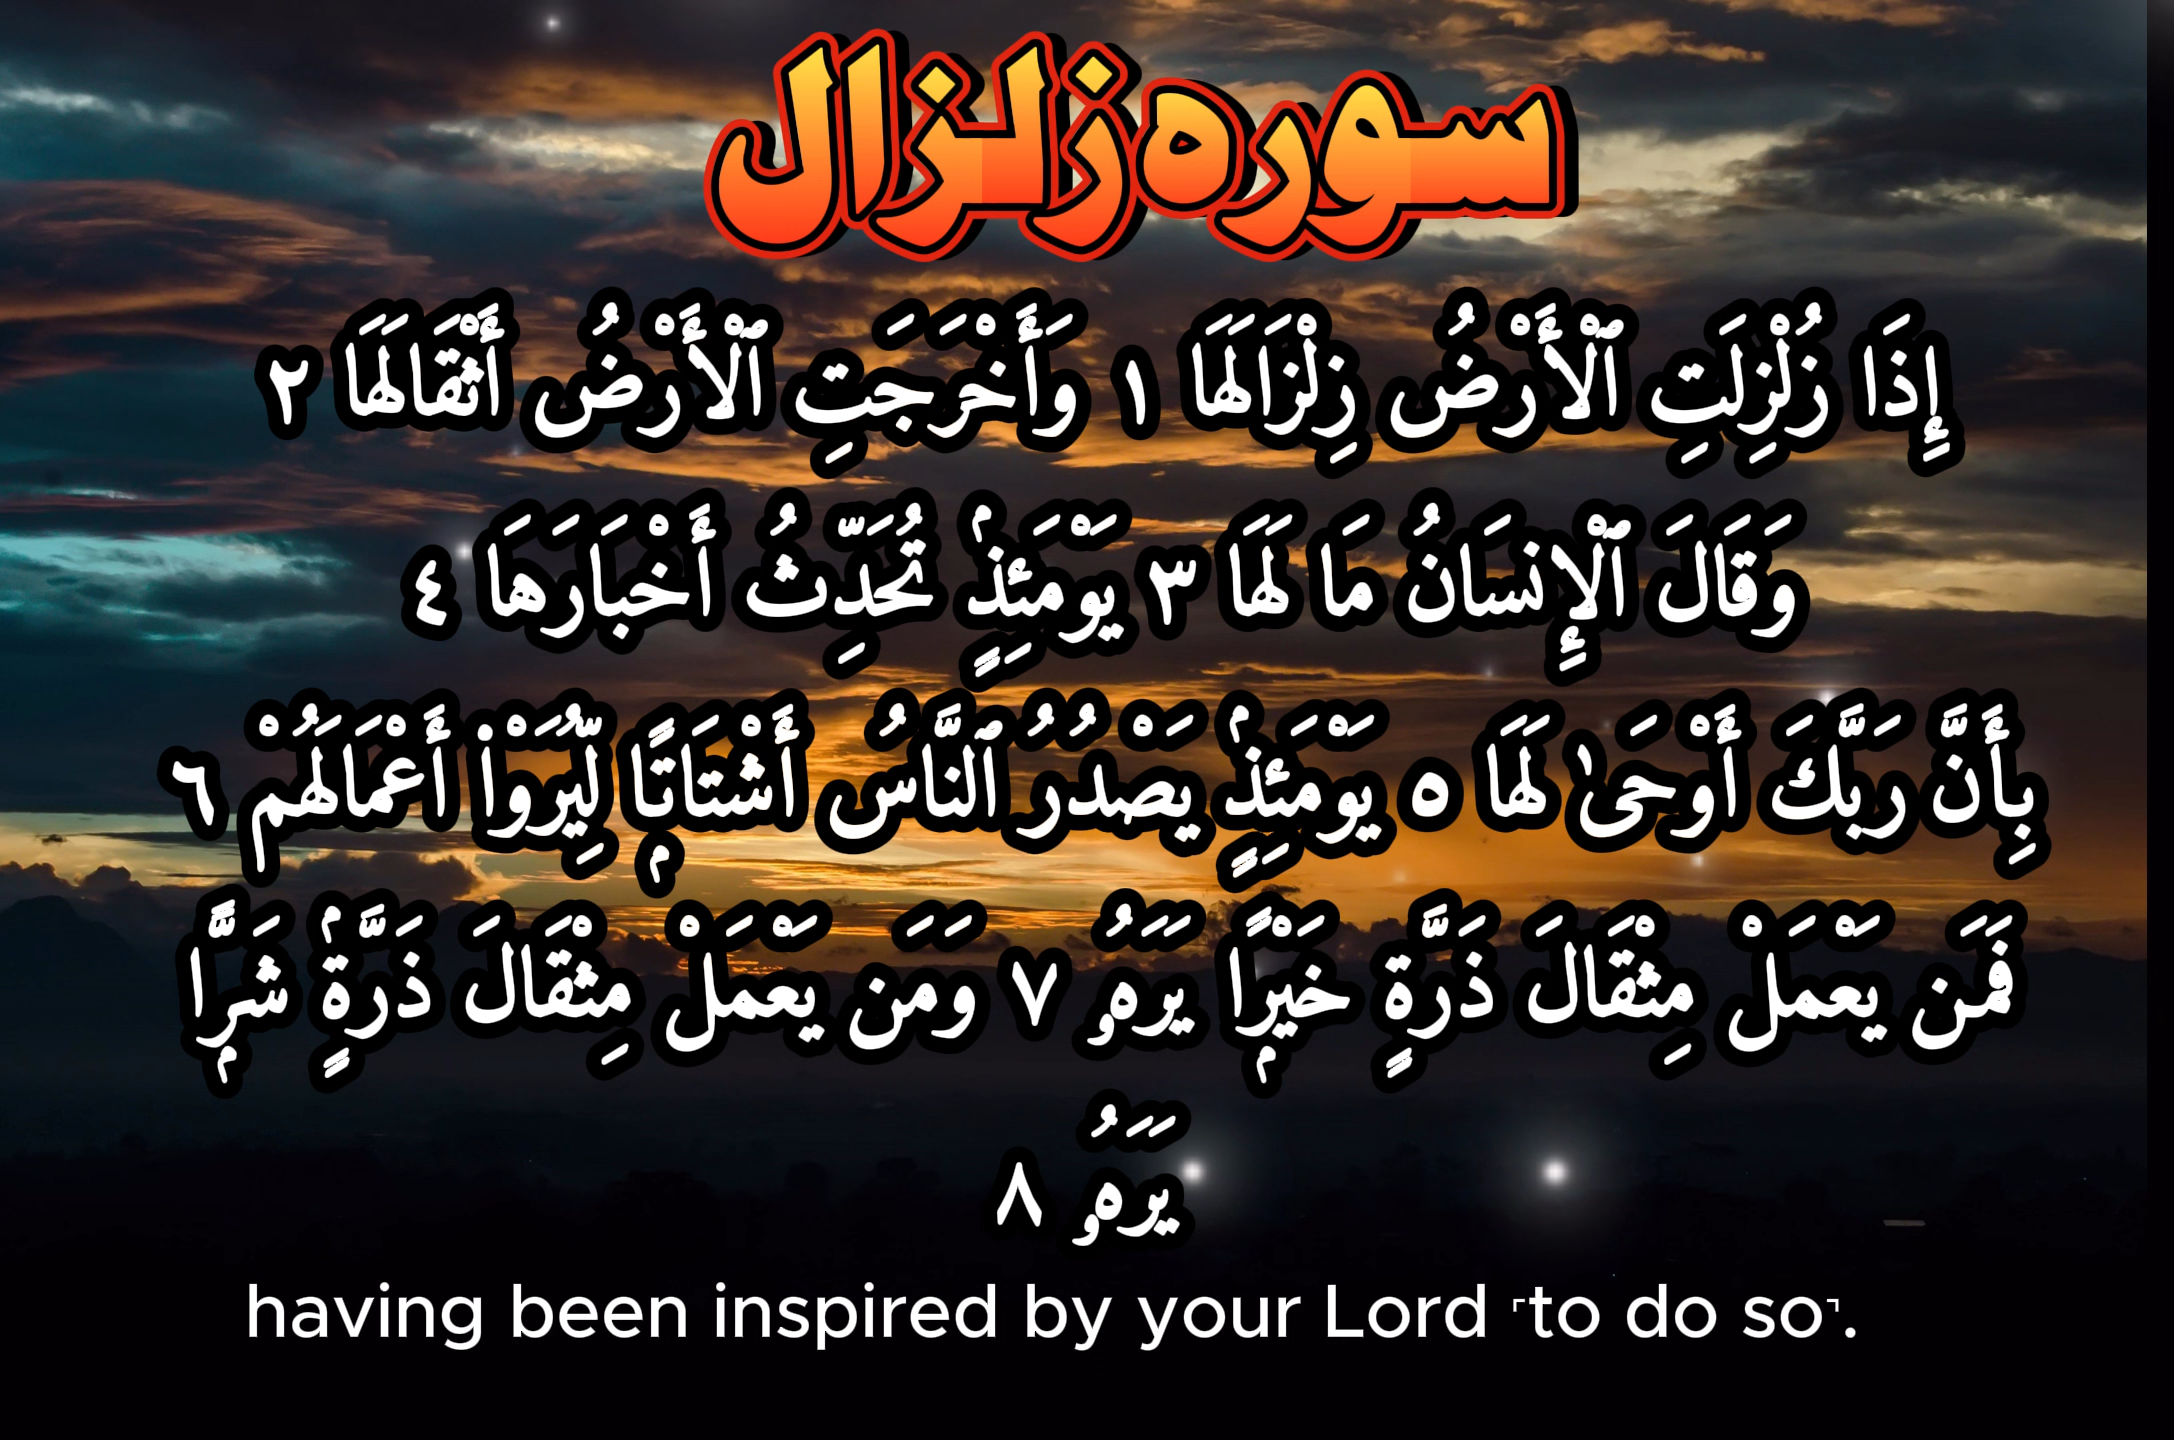 سوره زلزال
إِذَا زُلْزِلَتِ ٱلْأَرْضُ زِلْزَالَهَا ١ وَأَخْرَجَتِ ٱلْأَرْضُ أَثْقَالَهَا ٢
وَقَالَ ٱلْإِنسَانُ مَا لَهَا ٣ يَوْمَئِذٍۢ تُحَدِّثُ أَخْبَارَهَا ٤
بِأَنَّ رَبَّكَ أَوْحَىٰ لَهَا ٥ يَوْمَئِذٍۢ يَصْدُرُ ٱلنَّاسُ أَشْتَاتًۭا لِّيُرَوْا۟ أَعْمَالَهُمْ ٦
فَمَن يَعْمَلْ مِثْقَالَ ذَرَّةٍ خَيْرًۭا يَرَهُۥ ٧ وَمَن يَعْمَلْ مِثْقَالَ ذَرَّةٍۢ شَرًّۭا
يَرَهُۥ ٨
having been inspired by your Lord ˹to do so˺.